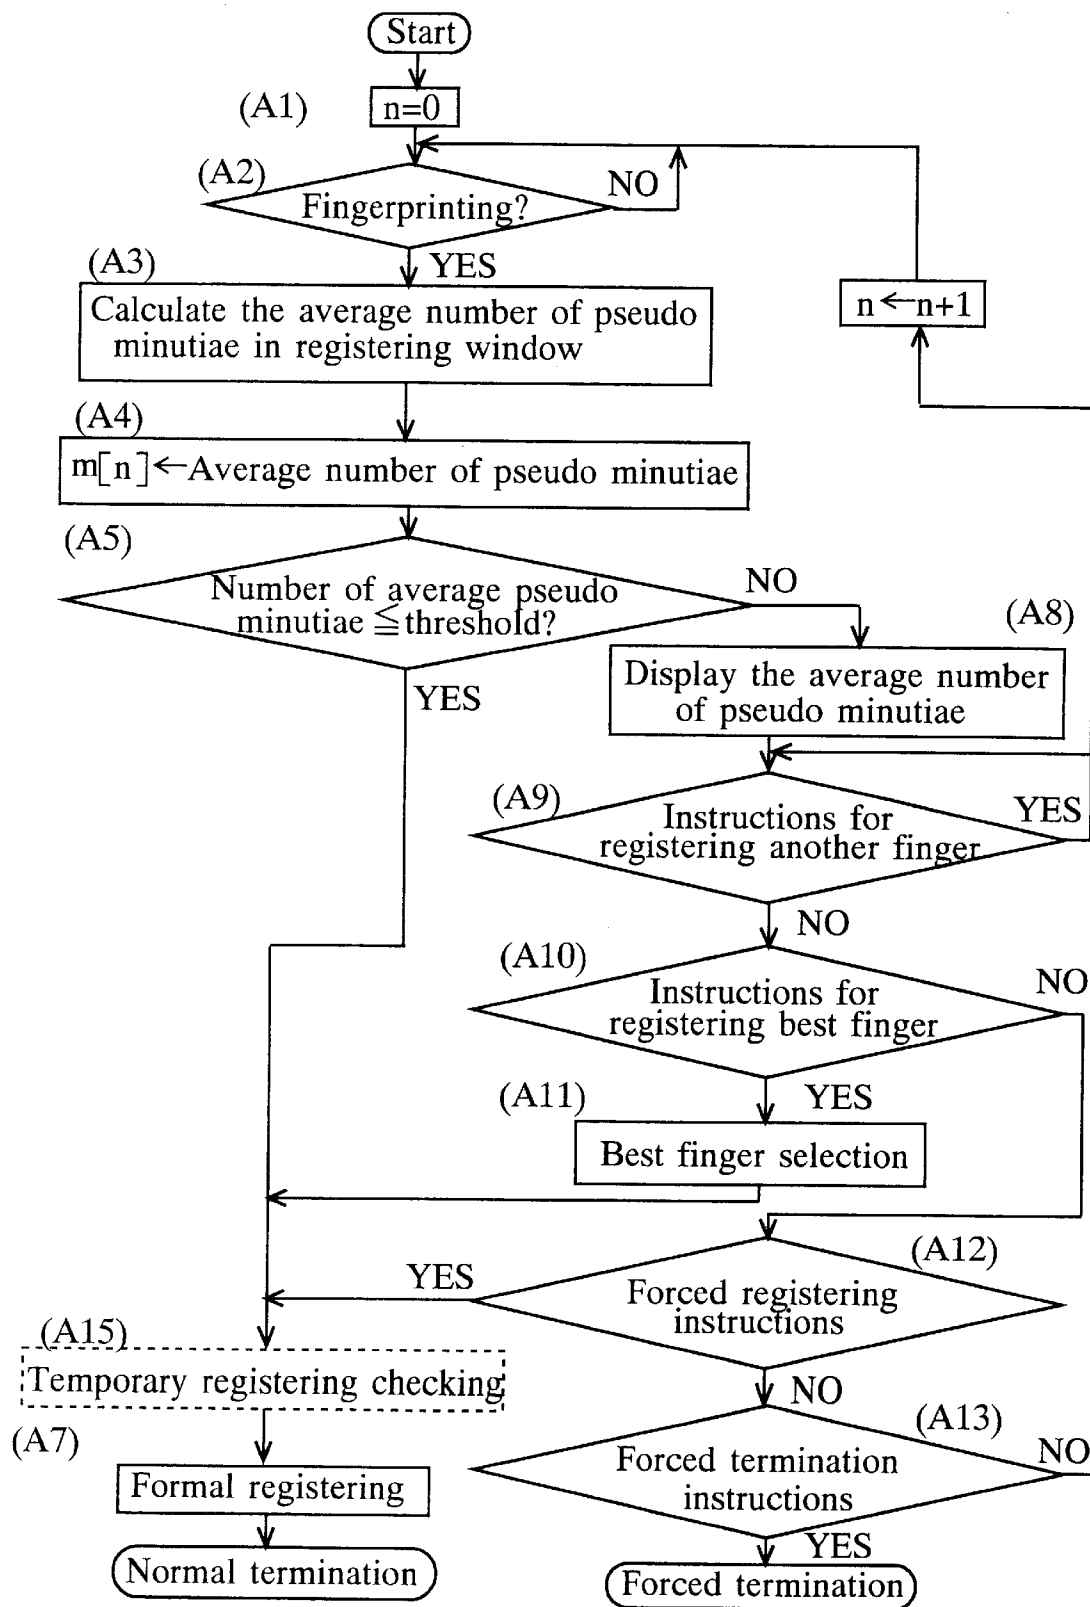 Start
(A1)
n=0
(A2)
Fingerprinting?
NO
(A3)
YES
Calculate the average number of pseudo
minutiae in registering window
n←n+1
(A4)
m[n]←Average number of pseudo minutiae
(A5)
Number of average pseudo
minutiae ≦ threshold?
NO
(A8)
YES
Display the average number
of pseudo minutiae
(A9)
Instructions for
registering another finger
YES
NO
(A10)
Instructions for
registering best finger
NO
(A11)
YES
Best finger selection
(A12)
YES
Forced registering
instructions
(A15)
Temporary registering checking
NO
(A7)
(A13)
Forced termination
instructions
NO
Formal registering
YES
Normal termination
Forced termination